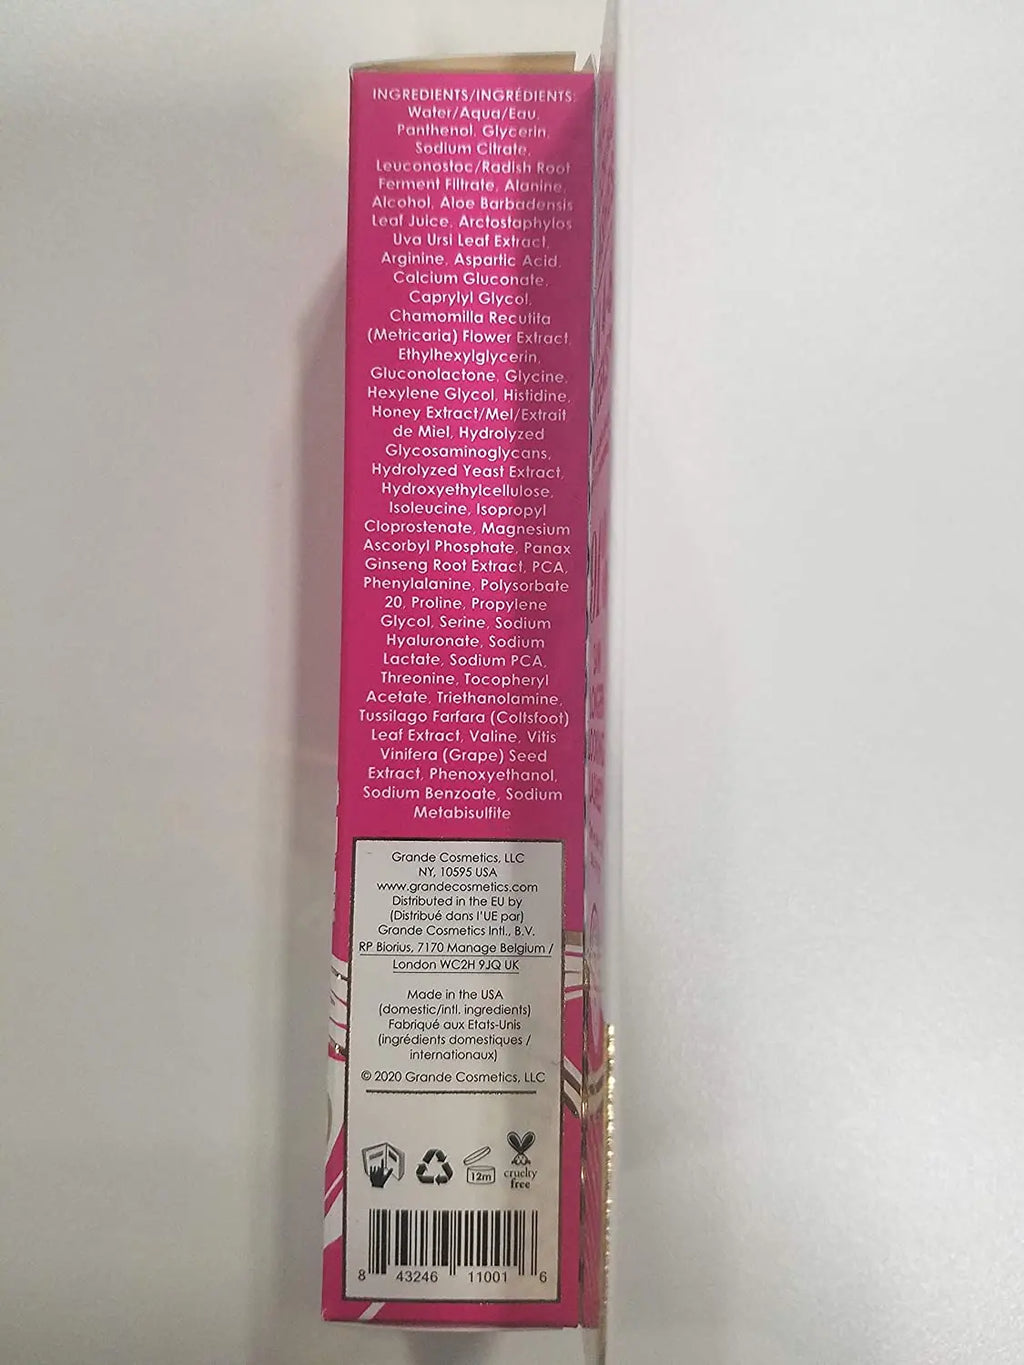 INGREDIENTS/INGRÉDIENTS:
Water/Aqua/Eau,
Panthenol, Glycerin,
Sodium Citrate,
Leuconostoc/Radish Root
Ferment Filtrate, Alanine,
Alcohol, Aloe Barbadensis
Leaf Juice, Arctostaphylos
Uva Ursi Leaf Extract,
Arginine, Aspartic Acid,
Calcium Gluconate,
Caprylyl Glycol,
Chamomilla Recutita
(Metricaria) Flower Extract,
Ethylhexylglycerin,
Gluconolactone, Glycine,
Hexylene Glycol, Histidine,
Honey Extract/Mel/Extrait
de Miel, Hydrolyzed
Glycosaminoglycans,
Hydrolyzed Yeast Extract,
Hydroxyethylcellulose,
Isoleucine, Isopropyl
Cloprostenate, Magnesium
Ascorbyl Phosphate, Panax
Ginseng Root Extract, PCA,
Phenylalanine, Polysorbate
20, Proline, Propylene
Glycol, Serine, Sodium
Hyaluronate, Sodium
Lactate, Sodium PCA,
Threonine, Tocopheryl
Acetate, Triethanolamine,
Tussilago Farfara (Coltsfoot)
Leaf Extract, Valine, Vitis
Vinifera (Grape) Seed
Extract, Phenoxyethanol,
Sodium Benzoate, Sodium
Metabisulfite
Grande Cosmetics, LLC
NY, 10595 USA
www.grandecosmetics.com
Distributed in the EU by
(Distribué dans l'UE par)
Grande Cosmetics Intl., B.V.
RP Biorius, 7170 Manage Belgium /
London WC2H 9JQ UK
Made in the USA
(domestic/intl. ingredients)
Fabriqué aux Etats-Unis
(ingrédients domestiques /
internationaux)
© 2020 Grande Cosmetics, LLC
12m
cruelty
free
8 43246 11001 6